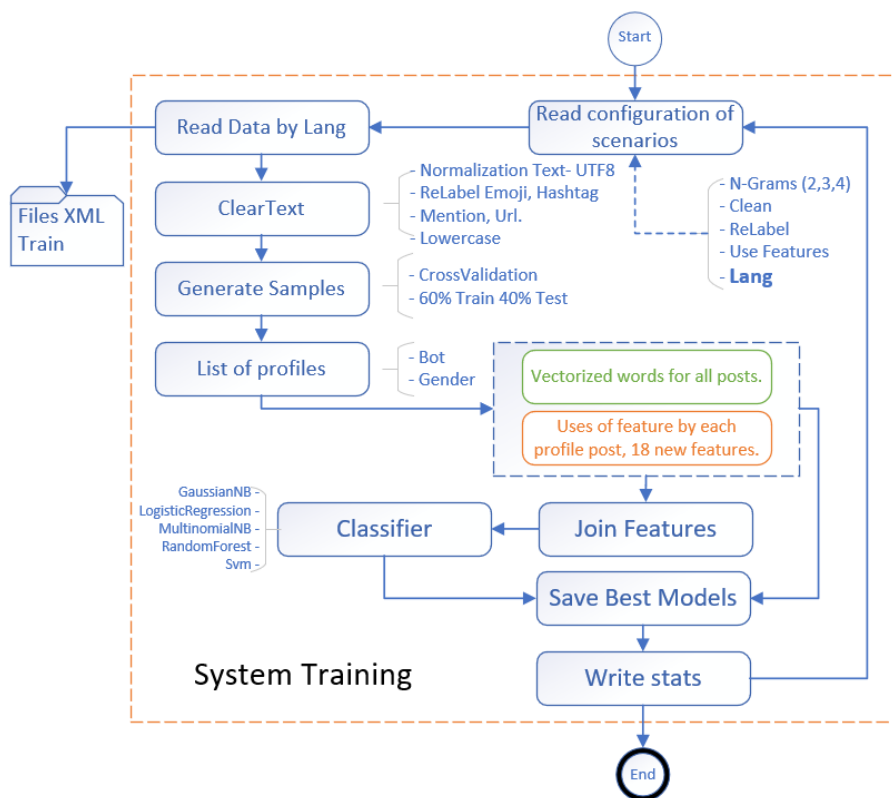 Start
Read configuration of
scenarios
Read Data by Lang
Files XML
Train
- N-Grams (2,3,4)
- Clean
- ReLabel
- Use Features
- Lang
ClearText
- Normalization Text- UTF8
- ReLabel Emoji, Hashtag
- Mention, Url.
- Lowercase
Generate Samples
- CrossValidation
- 60% Train 40% Test
List of profiles
- Bot
- Gender
Vectorized words for all posts.
Uses of feature by each
profile post, 18 new features.
Join Features
Classifier
GaussianNB -
LogisticRegression -
MultinomialNB -
RandomForest -
Svm -
Save Best Models
Write stats
System Training
End